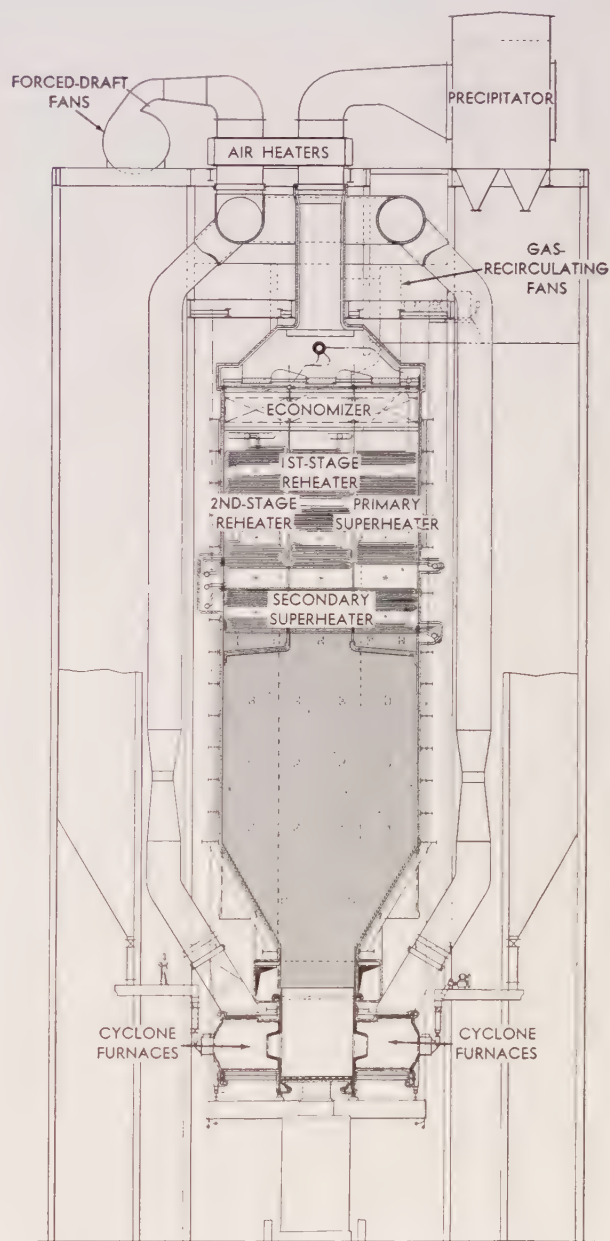 FORCED-DRAFT
FANS
PRECIPITATOR
AIR HEATERS
GAS-
RECIRCULATING
FANS
ECONOMIZER
1ST-STAGE
REHEATER
2ND-STAGE
REHEATER
PRIMARY
SUPERHEATER
SECONDARY
SUPERHEATER
CYCLONE
FURNACES
CYCLONE
FURNACES